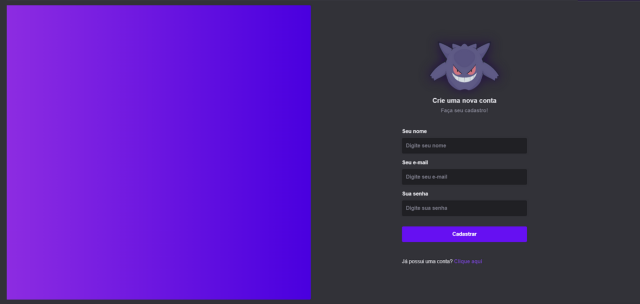 Crie uma nova conta
Faça seu cadastro!
Seu nome
Digite seu nome
Seu e-mail
Digite seu e-mail
Sua senha
Digite sua senha
Cadastrar
Já possui uma conta? Clique aqui